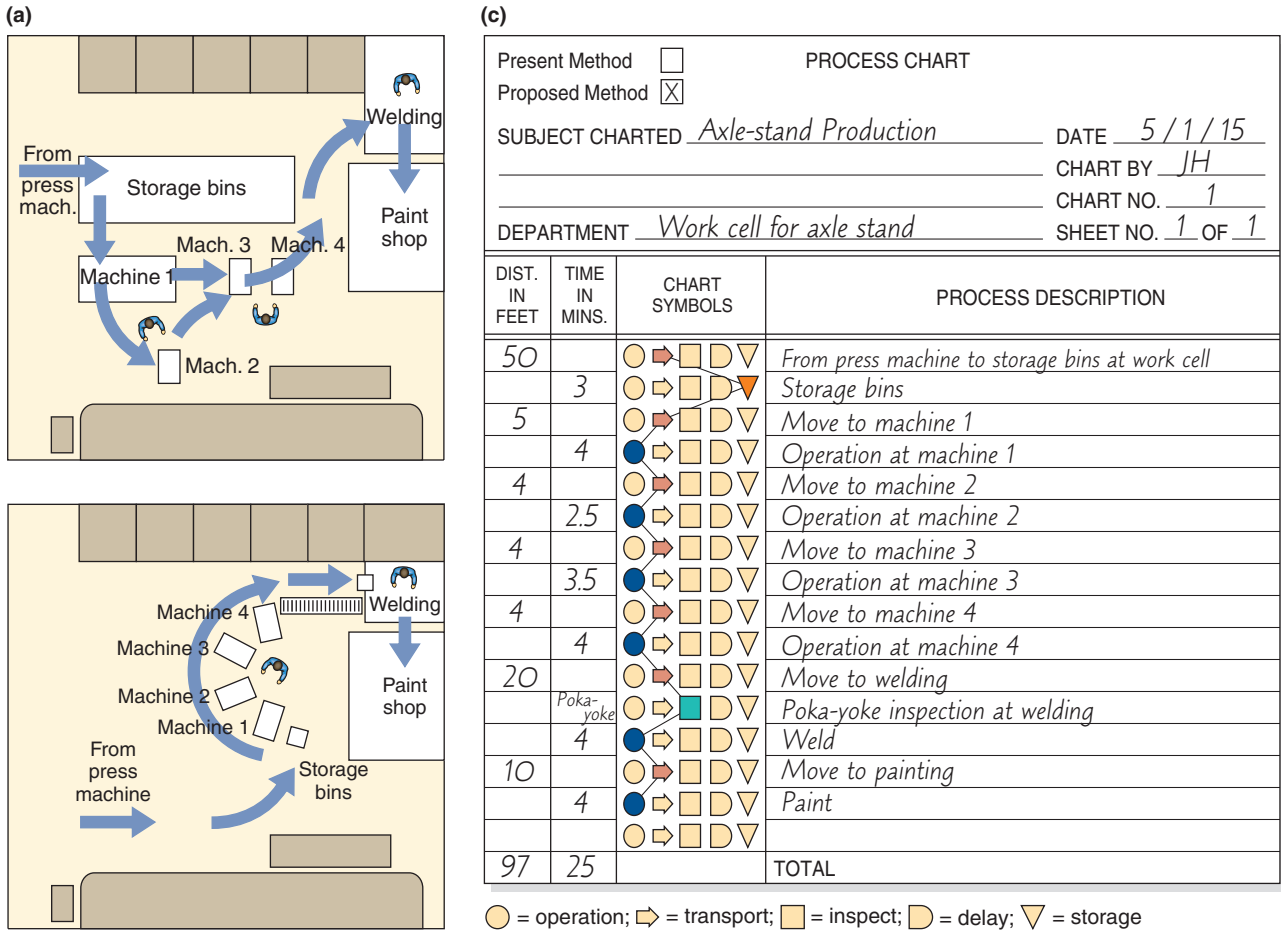 (a)
Welding
From
press
mach.
Storage bins
Paint
shop
Mach. 3 Mach. 4
Machine 1
Mach. 2
Machine 4
Welding
Machine 3
Machine 2
Paint
shop
Machine 1
From
press
machine
Storage
bins
(c)
Present Method PROCESS CHART
Proposed Method X
SUBJECT CHARTED Axle-stand Production DATE 5 / 1 / 15
CHART BY JH
CHART NO. 1
DEPARTMENT Work cell for axle stand SHEET NO. 1 OF 1
DIST. IN FEET TIME IN MINS. CHART SYMBOLS PROCESS DESCRIPTION
50 From press machine to storage bins at work cell
3 Storage bins
5 Move to machine 1
4 Operation at machine 1
4 Move to machine 2
2.5 Operation at machine 2
4 Move to machine 3
3.5 Operation at machine 3
4 Move to machine 4
4 Operation at machine 4
20 Move to welding
Poka-yoke Poka-yoke inspection at welding
4 Weld
10 Move to painting
4 Paint
97 25 TOTAL
= operation; = transport; = inspect; = delay; = storage